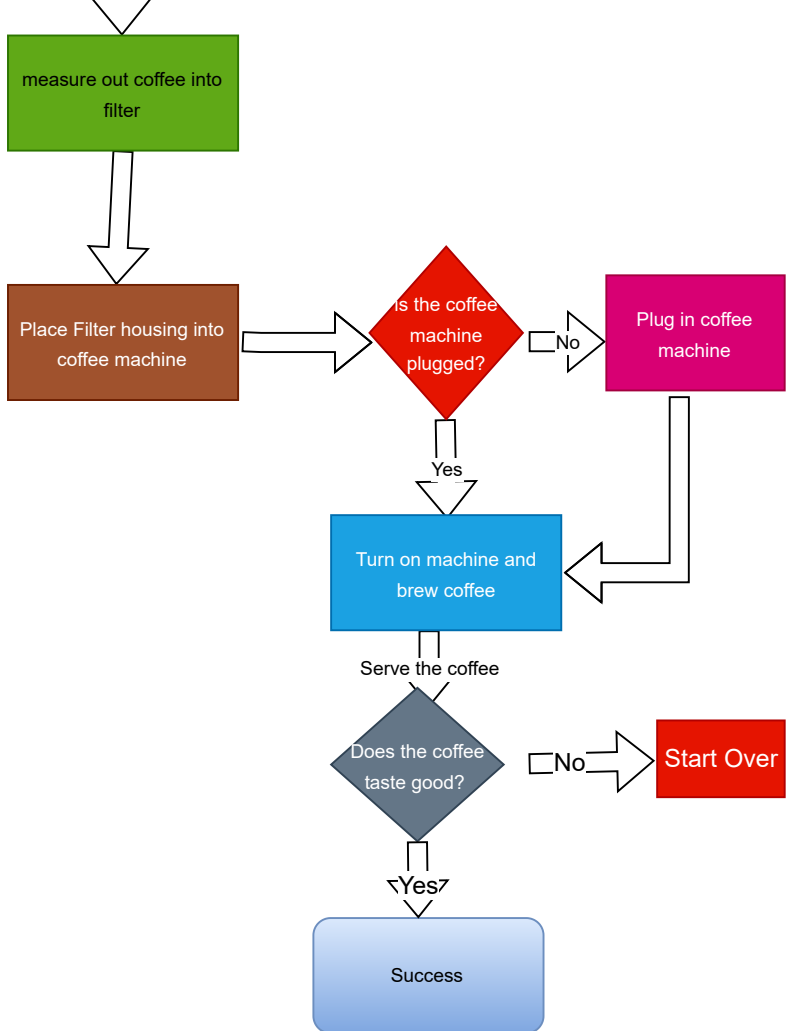 measure out coffee into
filter
Place Filter housing into
coffee machine
Is the coffee
machine
plugged?
No
Plug in coffee
machine
Yes
Turn on machine and
brew coffee
Serve the coffee
Does the coffee
taste good?
No
Start Over
Yes
Success